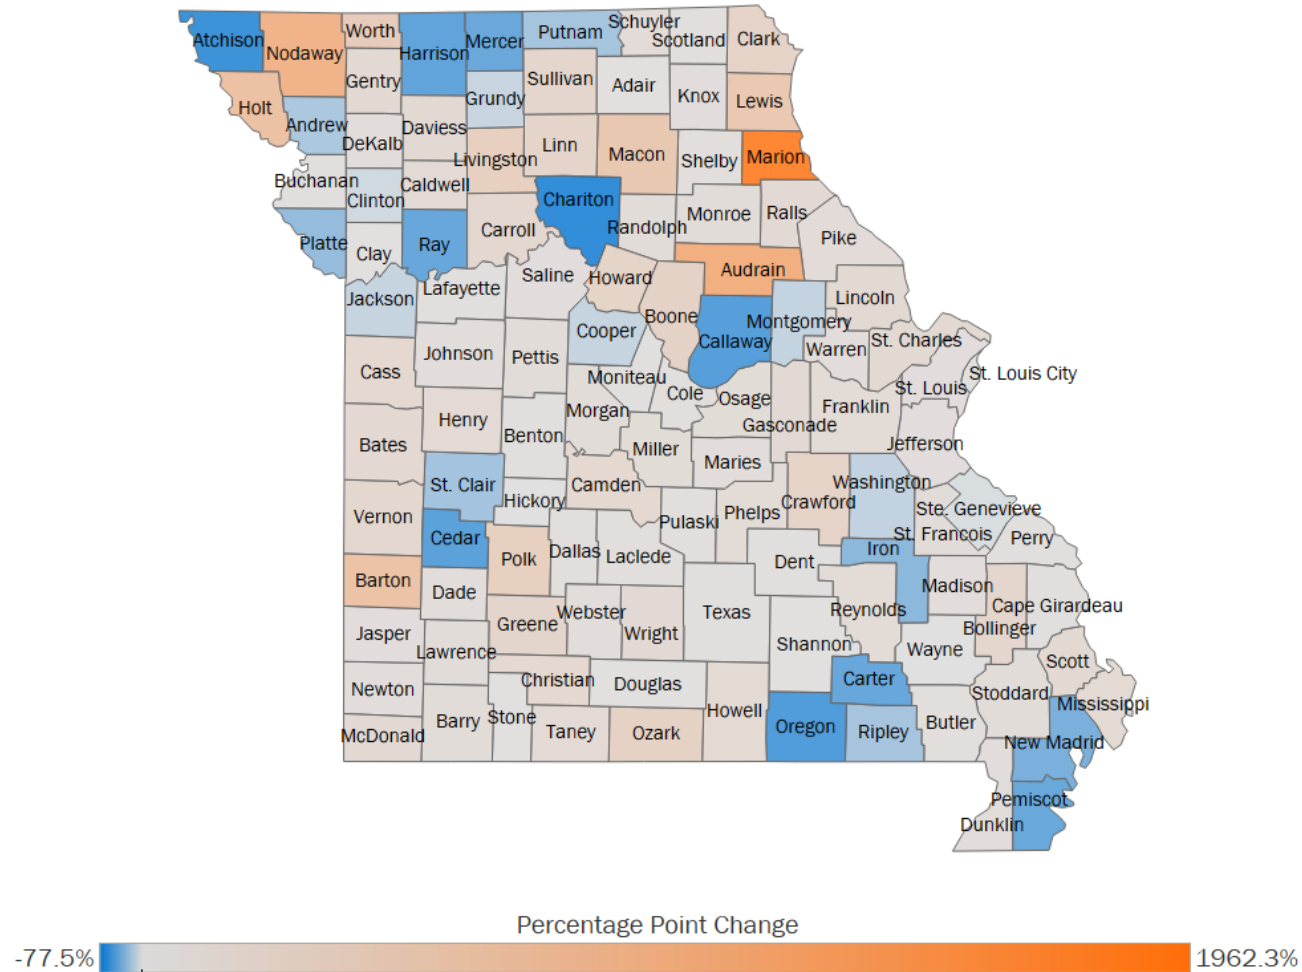 Atchison
Nodaway
Worth
Harrison
Mercer
Putnam
Schuyler
Scotland
Clark
Gentry
Sullivan
Adair
Knox
Lewis
Holt
Andrew
Grundy
DeKalb
Daviess
Livingston
Linn
Macon
Shelby
Marion
Buchanan
Clinton
Caldwell
Chariton
Randolph
Monroe
Ralls
Pike
Platte
Clay
Ray
Carroll
Audrain
Jackson
Lafayette
Saline
Howard
Boone
Lincoln
Cooper
Callaway
Montgomery
Warren
St. Charles
Cass
Johnson
Pettis
Moniteau
Cole
Osage
Gasconade
Franklin
St. Louis
St. Louis City
Bates
Henry
Benton
Morgan
Miller
Maries
Jefferson
St. Clair
Hickory
Camden
Pulaski
Phelps
Crawford
Washington
Ste. Genevieve
St. Francois
Perry
Vernon
Cedar
Polk
Dallas
Laclede
Dent
Iron
Barton
Dade
Greene
Webster
Wright
Texas
Reynolds
Madison
Cape Girardeau
Bollinger
Jasper
Lawrence
Shannon
Wayne
Scott
Newton
Christian
Douglas
Carter
Stoddard
Mississippi
McDonald
Barry
Stone
Taney
Ozark
Howell
Oregon
Ripley
Butler
New Madrid
Pemiscot
Dunklin
Percentage Point Change
-77.5%
1962.3%